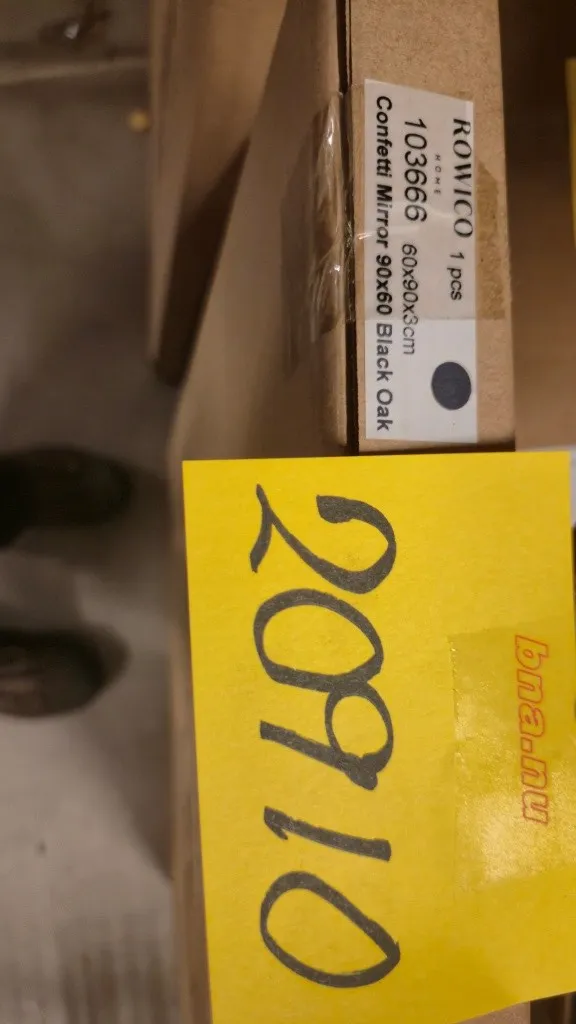 ROWICO 1 pcs
HOME
103666 60x90x3cm
Confetti Mirror 90x60 Black Oak
bna.nu
20910